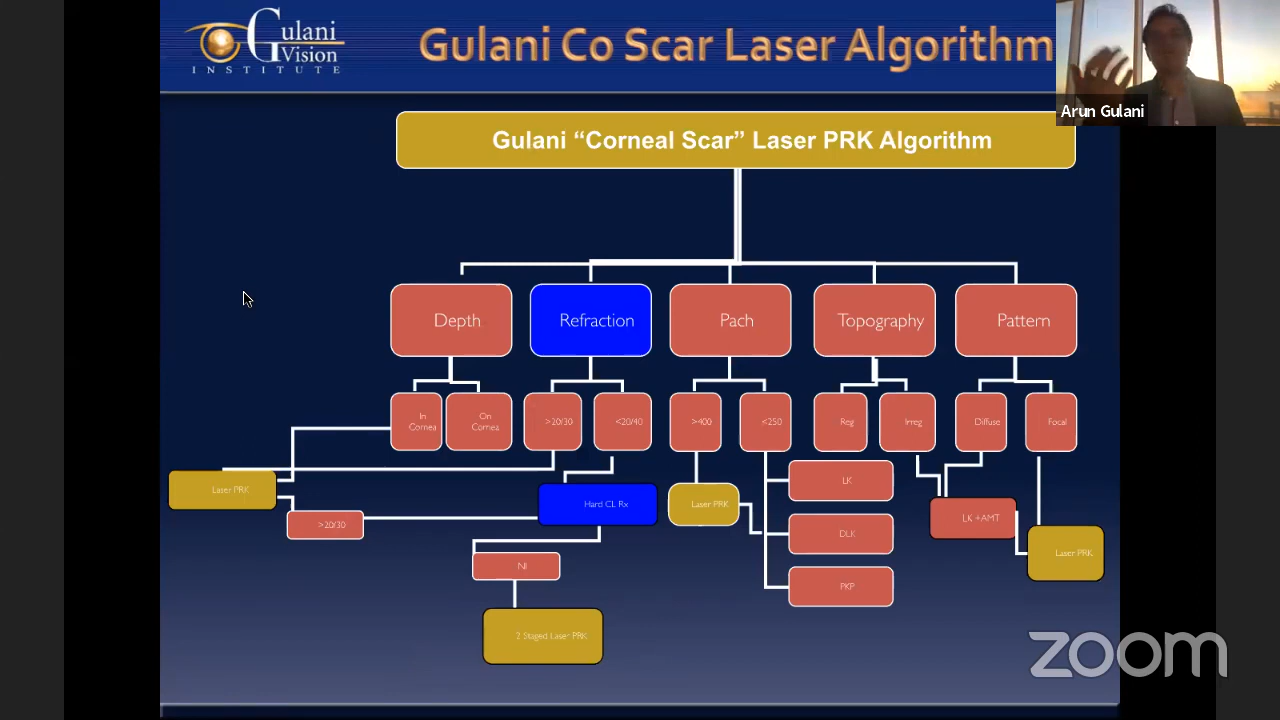 Gulani
Vision
INSTITUTE
Gulani Co Scar Laser Algorithm
Arun Gulani
Gulani “Corneal Scar” Laser PRK Algorithm
Depth
Refraction
Pach
Topography
Pattern
In
Cornea
On
Cornea
>20/30
<20/40
>400
≤250
Reg
Irreg
Diffuse
Focal
Laser PRK
>20/30
Hard CL Rx
Laser PRK
LK
DLK
PKP
LK +AMT
Laser PRK
NI
2 Staged Laser PRK
zoom